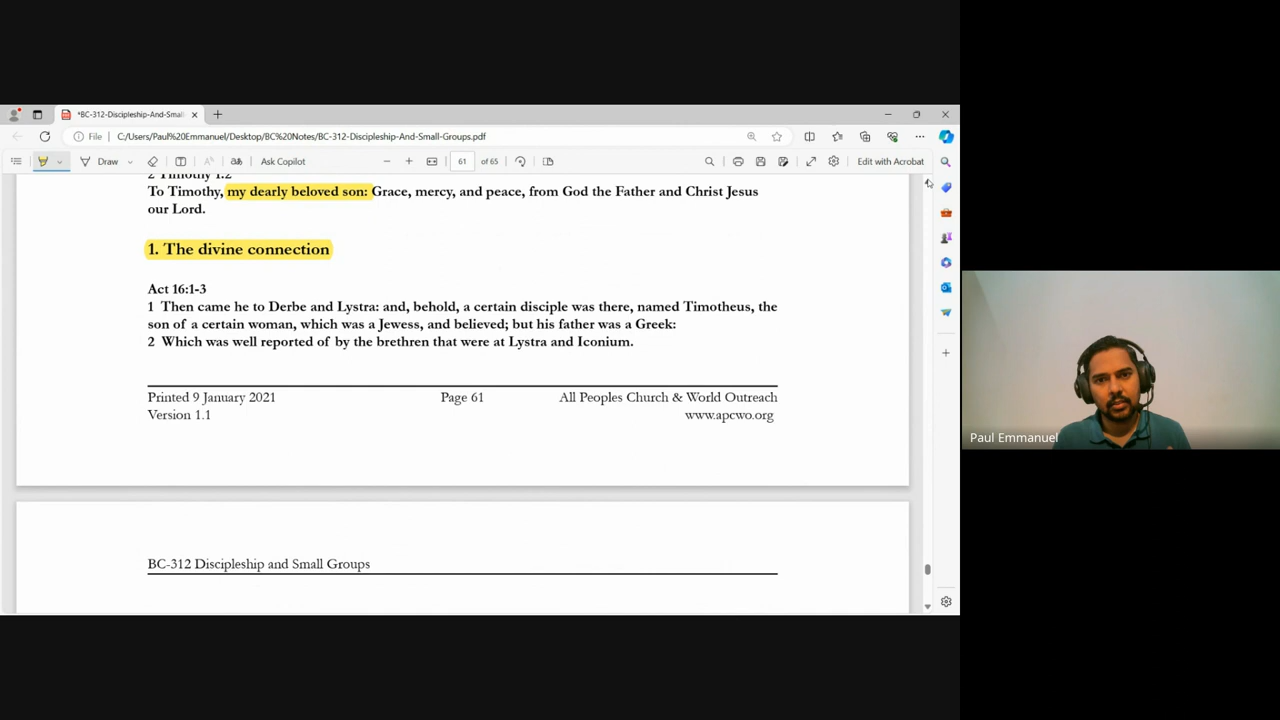 *BC-312-Discipleship-And-Smal
File
C:/Users/Paul%20Emmanuel/Desktop/BC%20Notes/BC-312-Discipleship-And-Small-Groups.pdf
Draw
Ask Copilot
61
of 65
Edit with Acrobat
2 Timothy 1:2
To Timothy, my dearly beloved son: Grace, mercy, and peace, from God the Father and Christ Jesus
our Lord.
1. The divine connection
Act 16:1-3
1 Then came he to Derbe and Lystra: and, behold, a certain disciple was there, named Timotheus, the
son of a certain woman, which was a Jewess, and believed; but his father was a Greek:
2 Which was well reported of by the brethren that were at Lystra and Iconium.
Printed 9 January 2021
Page 61
All Peoples Church & World Outreach
Version 1.1
www.apcwo.org
BC-312 Discipleship and Small Groups
Paul Emmanuel